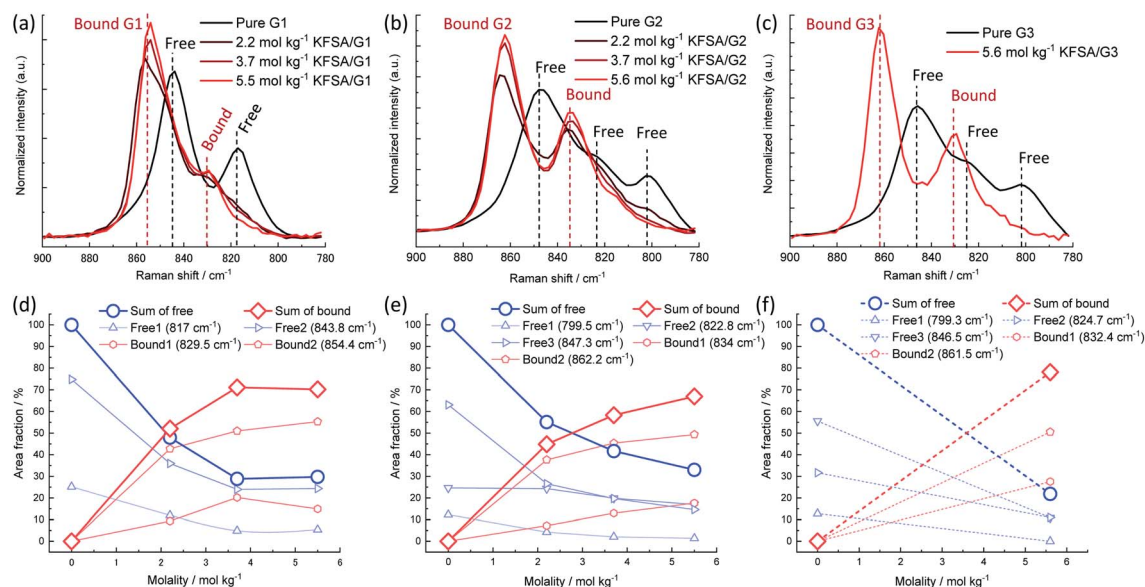 (a)
Bound G1
Free
Bound
Free
Pure G1
2.2 mol kg⁻¹ KFSA/G1
3.7 mol kg⁻¹ KFSA/G1
5.5 mol kg⁻¹ KFSA/G1
Normalized intensity (a.u.)
900 880 860 840 820 800 780
Raman shift / cm⁻¹
(b)
Bound G2
Free
Bound
Free
Free
Pure G2
2.2 mol kg⁻¹ KFSA/G2
3.7 mol kg⁻¹ KFSA/G2
5.6 mol kg⁻¹ KFSA/G2
Normalized intensity (a.u.)
900 880 860 840 820 800 780
Raman shift / cm⁻¹
(c)
Bound G3
Free
Bound
Free
Free
Pure G3
5.6 mol kg⁻¹ KFSA/G3
Normalized intensity (a.u.)
900 880 860 840 820 800 780
Raman shift / cm⁻¹
(d)
Sum of free Sum of bound
Free1 (817 cm⁻¹) Free2 (843.8 cm⁻¹)
Bound1 (829.5 cm⁻¹) Bound2 (854.4 cm⁻¹)
Area fraction / %
100
90
80
70
60
50
40
30
20
10
0
0 1 2 3 4 5 6
Molality / mol kg⁻¹
(e)
Sum of free Sum of bound
Free1 (799.5 cm⁻¹) Free2 (822.8 cm⁻¹)
Free3 (847.3 cm⁻¹) Bound1 (834 cm⁻¹)
Bound2 (862.2 cm⁻¹)
Area fraction / %
100
90
80
70
60
50
40
30
20
10
0
0 1 2 3 4 5 6
Molality / mol kg⁻¹
(f)
Sum of free Sum of bound
Free1 (799.3 cm⁻¹) Free2 (824.7 cm⁻¹)
Free3 (846.5 cm⁻¹) Bound1 (832.4 cm⁻¹)
Bound2 (861.5 cm⁻¹)
Area fraction / %
100
90
80
70
60
50
40
30
20
10
0
0 1 2 3 4 5 6
Molality / mol kg⁻¹